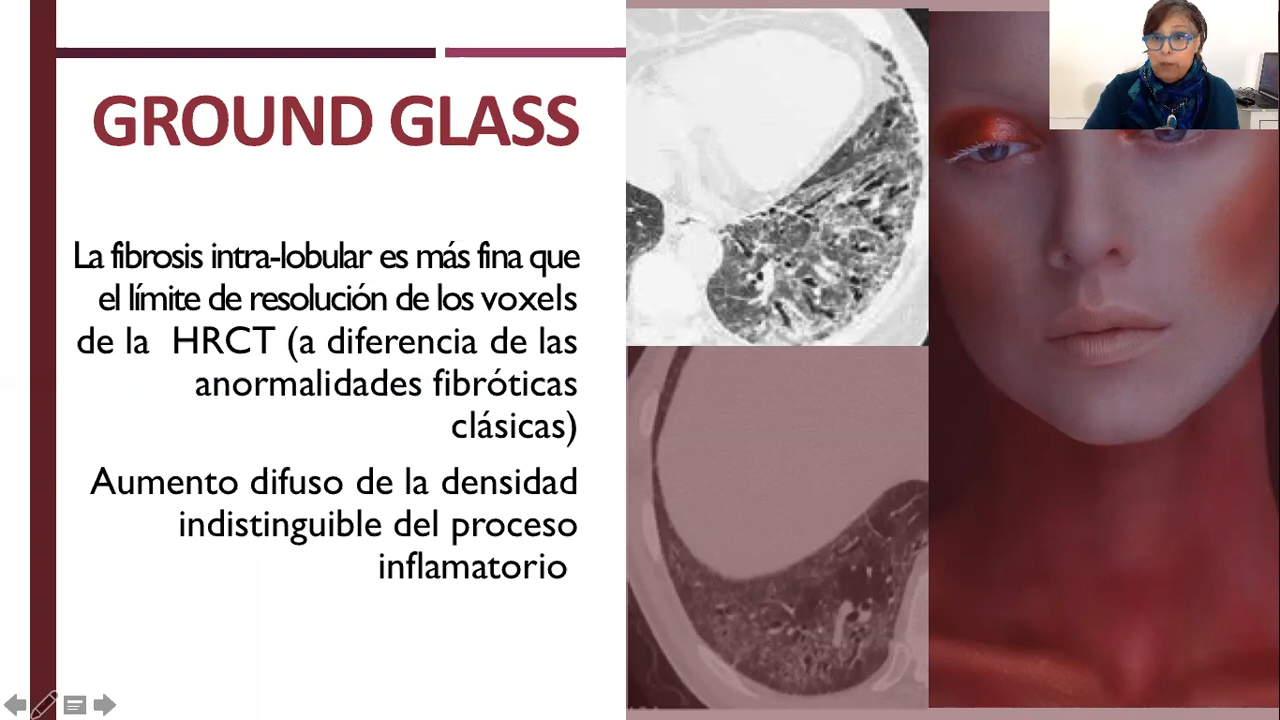 GROUND GLASS
La fibrosis intra-lobular es más fina que
el límite de resolución de los voxels
de la HRCT (a diferencia de las
anormalidades fibróticas
clásicas)
Aumento difuso de la densidad
indistinguible del proceso
inflamatorio